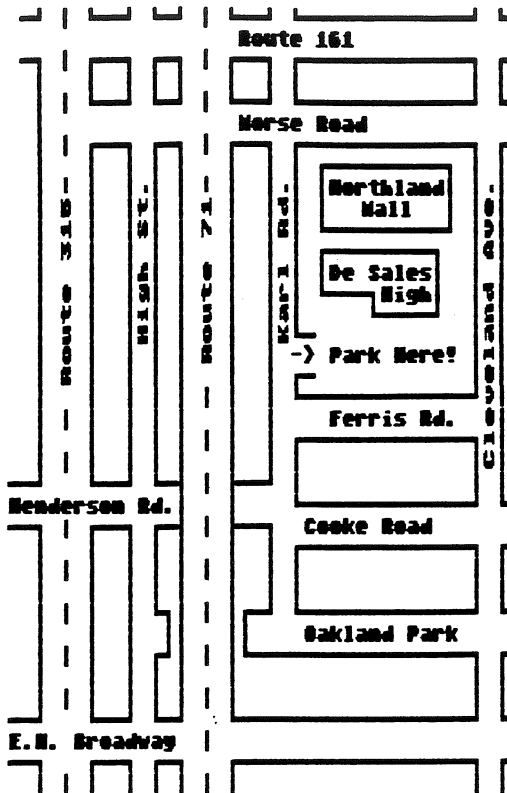 Route 161
Morse Road
Route 315
High St.
Route 71
Karl Rd.
Northland
Mall
De Sales
High
Cleveland Ave.
-> Park Here!
Ferris Rd.
Henderson Rd.
Cooke Road
Oakland Park
E.N. Broadway